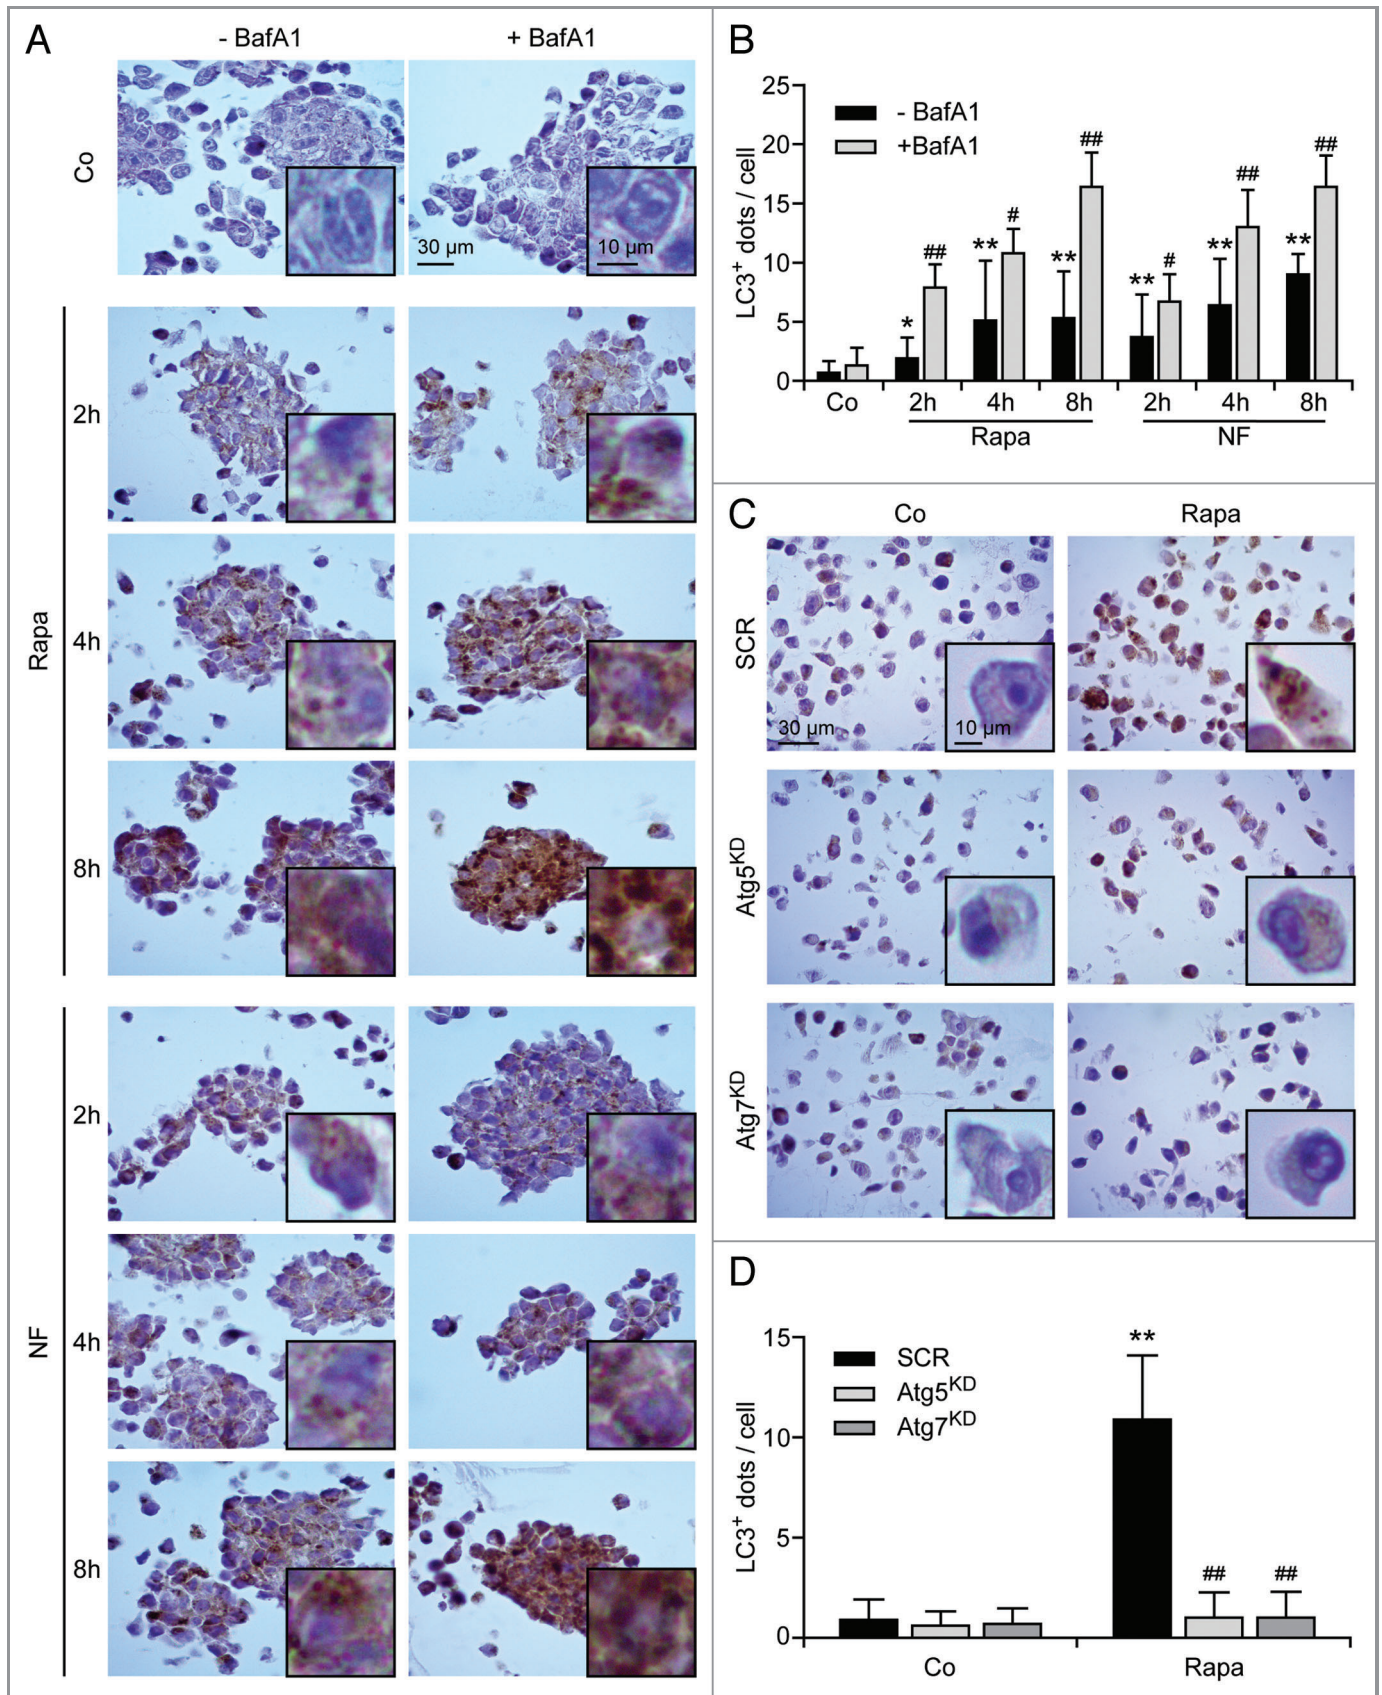 A
- BafA1 + BafA1
Co
30 µm 10 µm
Rapa
2h
4h
8h
NF
2h
4h
8h
B
25
20
15
10
5
0
LC3+ dots / cell
- BafA1
+BafA1
* ## ** # ** ## ** # ** ## ** ##
Co 2h 4h 8h 2h 4h 8h
Rapa NF
C
Co Rapa
SCR
30 µm 10 µm
Atg5KD
Atg7KD
D
15
10
5
0
LC3+ dots / cell
SCR
Atg5KD
Atg7KD
** ## ##
Co Rapa